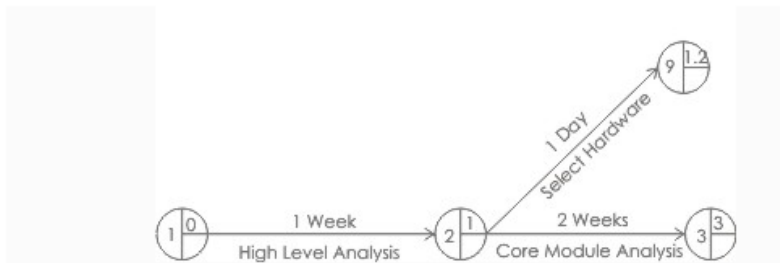 9 1.2
1 Day
Select Hardware
1 0
1 Week
High Level Analysis
2 1
2 Weeks
Core Module Analysis
3 3